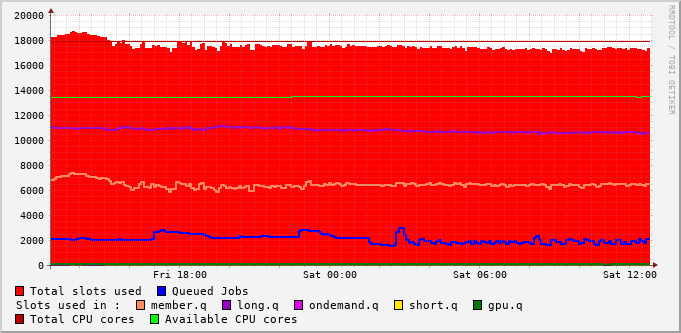 20000
18000
16000
14000
12000
10000
8000
6000
4000
2000
0
Fri 18:00 Sat 00:00 Sat 06:00 Sat 12:00
RRDTOOL / TOBI OETIKER
Total slots used Queued Jobs
Slots used in : member.q long.q ondemand.q short.q gpu.q
Total CPU cores Available CPU cores